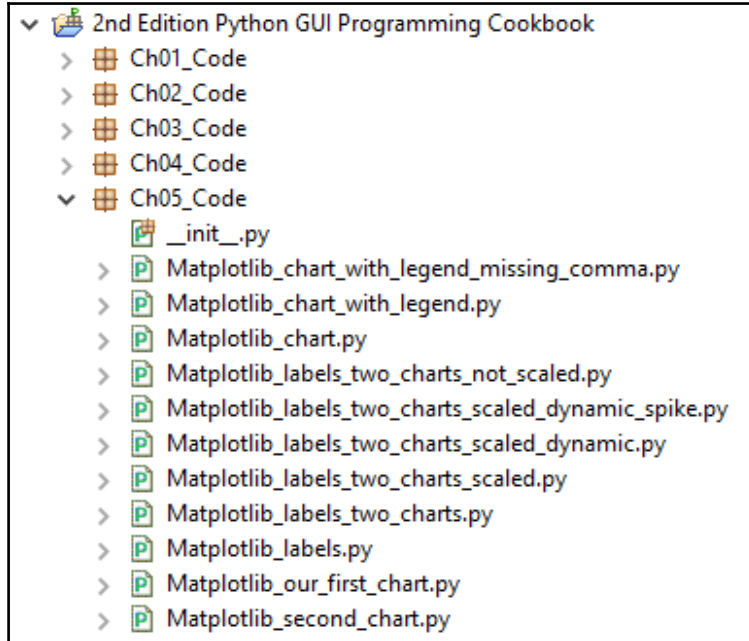 2nd Edition Python GUI Programming Cookbook
Ch01_Code
Ch02_Code
Ch03_Code
Ch04_Code
Ch05_Code
__init__.py
Matplotlib_chart_with_legend_missing_comma.py
Matplotlib_chart_with_legend.py
Matplotlib_chart.py
Matplotlib_labels_two_charts_not_scaled.py
Matplotlib_labels_two_charts_scaled_dynamic_spike.py
Matplotlib_labels_two_charts_scaled_dynamic.py
Matplotlib_labels_two_charts_scaled.py
Matplotlib_labels_two_charts.py
Matplotlib_labels.py
Matplotlib_our_first_chart.py
Matplotlib_second_chart.py